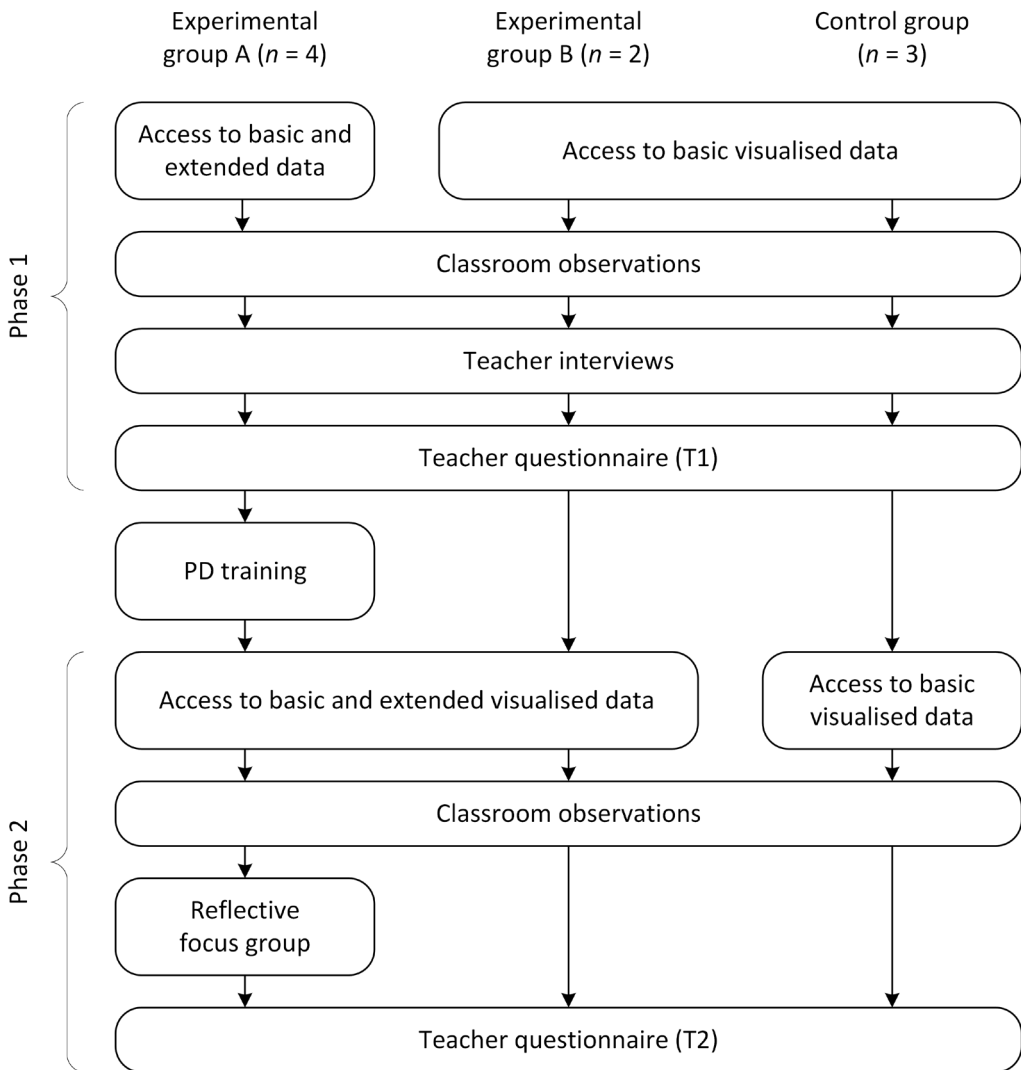 Experimental
group A (n = 4)
Experimental
group B (n = 2)
Control group
(n = 3)
Phase 1
Access to basic and
extended data
Access to basic visualised data
Classroom observations
Teacher interviews
Teacher questionnaire (T1)
PD training
Phase 2
Access to basic and extended visualised data
Access to basic
visualised data
Classroom observations
Reflective
focus group
Teacher questionnaire (T2)